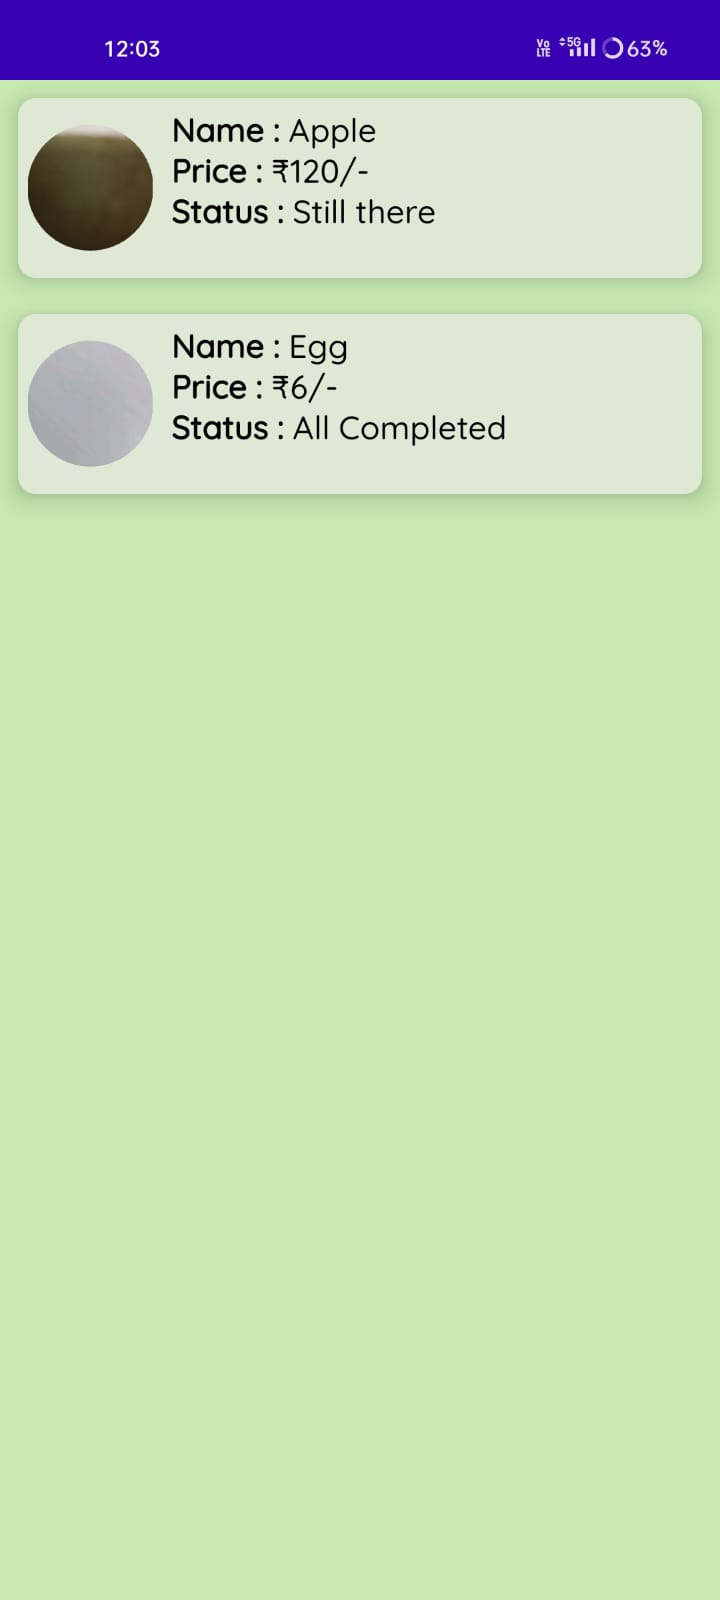 12:03 Vo LTE 5G 63%
Name : Apple
Price : ₹120/-
Status : Still there
Name : Egg
Price : ₹6/-
Status : All Completed